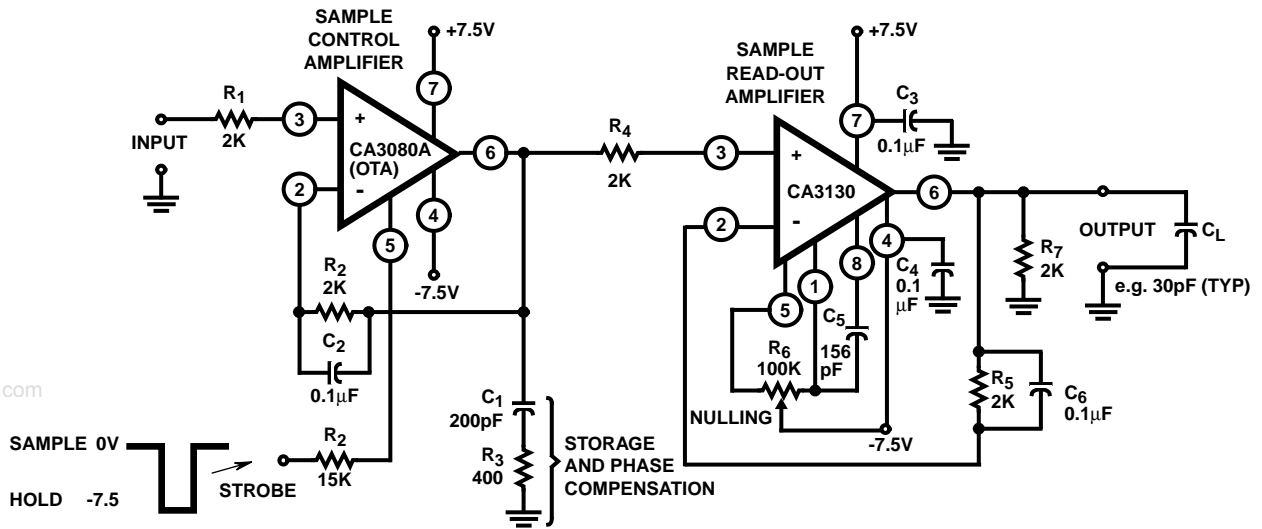 SAMPLE
CONTROL
AMPLIFIER
+7.5V
7
R1
3
+
INPUT
2K
CA3080A
(OTA)
6
2
-
4
5
-7.5V
R2
2K
C2
0.1µF
C1
200pF
R3
400
STORAGE
AND PHASE
COMPENSATION
com
SAMPLE 0V
HOLD -7.5
STROBE
R2
15K
R4
2K
SAMPLE
READ-OUT
AMPLIFIER
+7.5V
7
C3
0.1µF
3
+
CA3130
6
2
-
4
8
1
5
C4
0.1
µF
C5
156
pF
R6
100K
NULLING
-7.5V
R7
2K
OUTPUT
CL
e.g. 30pF (TYP)
R5
2K
C6
0.1µF